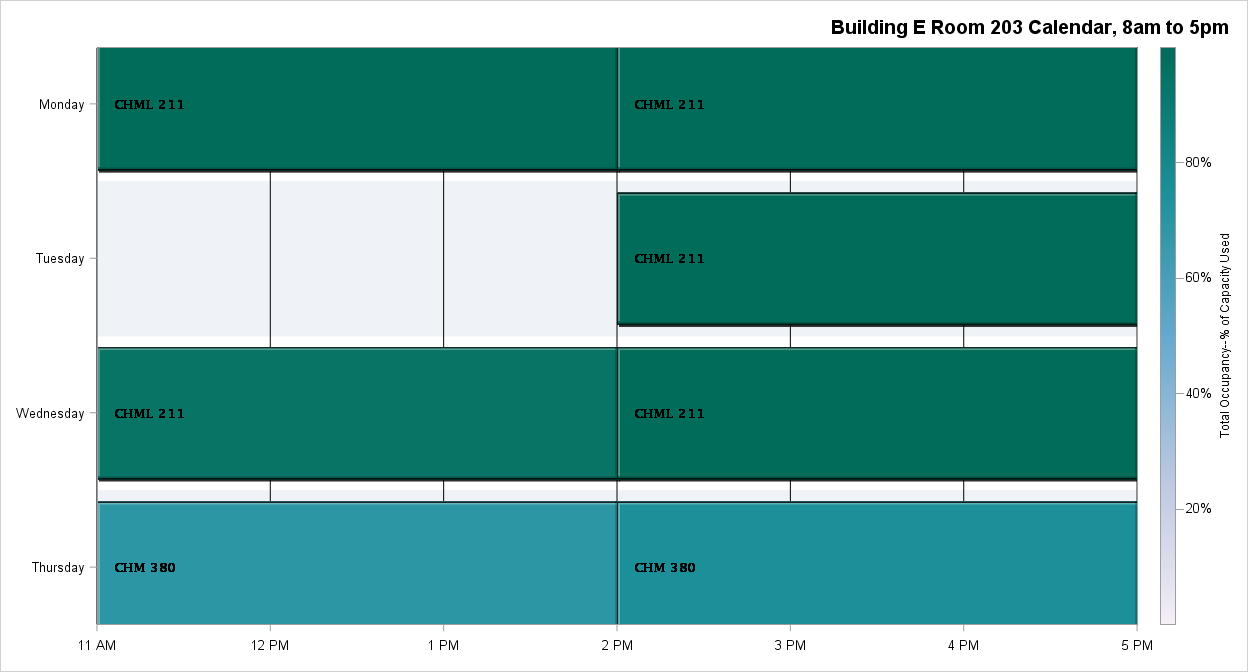 Building E Room 203 Calendar, 8am to 5pm
Monday
CHML 211
CHML 211
80%
Tuesday
CHML 211
60%
Total Occupancy--% of Capacity Used
40%
Wednesday
CHML 211
CHML 211
20%
Thursday
CHM 380
CHM 380
11 AM
12 PM
1 PM
2 PM
3 PM
4 PM
5 PM